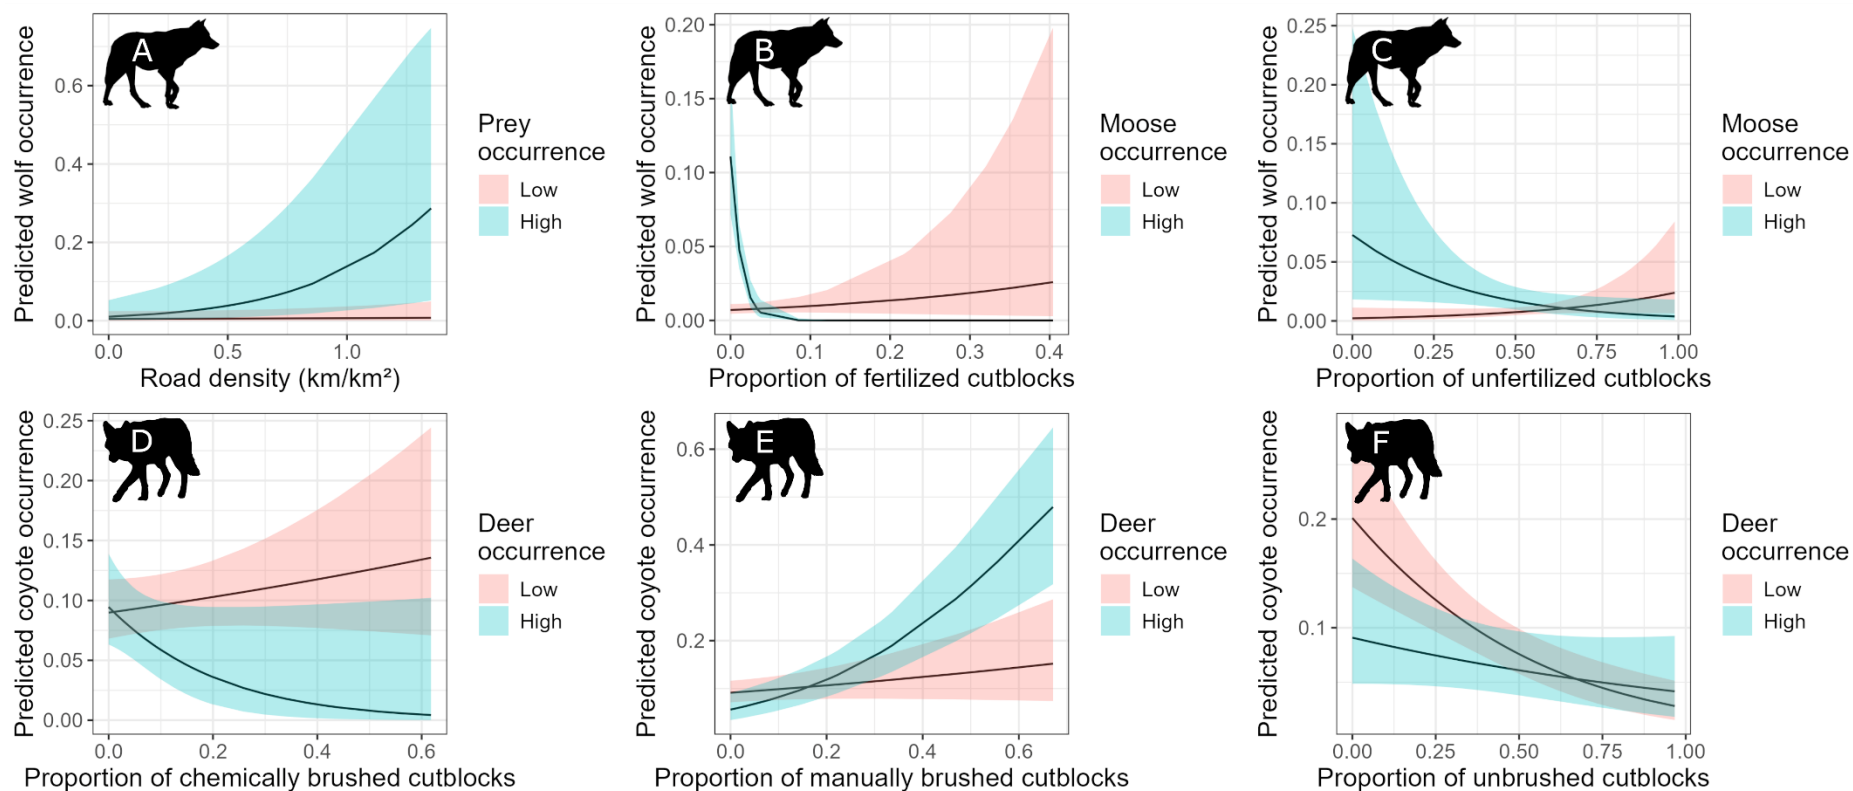 A
Predicted wolf occurrence
0.6
0.4
0.2
0.0
0.0 0.5 1.0
Road density (km/km²)
Prey
occurrence
Low
High
B
Predicted wolf occurrence
0.20
0.15
0.10
0.05
0.00
0.0 0.1 0.2 0.3 0.4
Proportion of fertilized cutblocks
Moose
occurrence
Low
High
C
Predicted wolf occurrence
0.25
0.20
0.15
0.10
0.05
0.00
0.00 0.25 0.50 0.75 1.00
Proportion of unfertilized cutblocks
Moose
occurrence
Low
High
D
Predicted coyote occurrence
0.25
0.20
0.15
0.10
0.05
0.00
0.0 0.2 0.4 0.6
Proportion of chemically brushed cutblocks
Deer
occurrence
Low
High
E
Predicted coyote occurrence
0.6
0.4
0.2
0.0 0.2 0.4 0.6
Proportion of manually brushed cutblocks
Deer
occurrence
Low
High
F
Predicted coyote occurrence
0.2
0.1
0.00 0.25 0.50 0.75 1.00
Proportion of unbrushed cutblocks
Deer
occurrence
Low
High